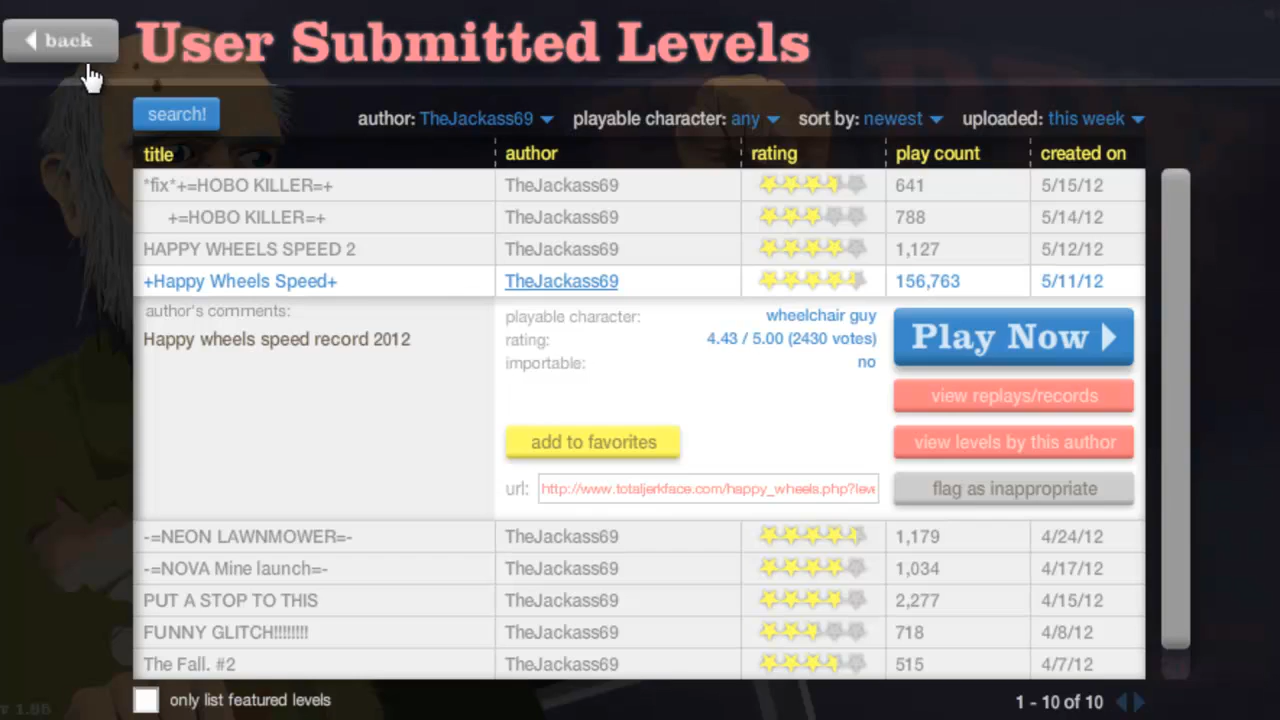 back
User Submitted Levels
search!
author: TheJackass69 playable character: any sort by: newest uploaded: this week
title author rating play count created on
*fix*+=HOBO KILLER=+ TheJackass69 641 5/15/12
+=HOBO KILLER=+ TheJackass69 788 5/14/12
HAPPY WHEELS SPEED 2 TheJackass69 1,127 5/12/12
+Happy Wheels Speed+ TheJackass69 156,763 5/11/12
author's comments:
Happy wheels speed record 2012
playable character: wheelchair guy
rating: 4.43 / 5.00 (2430 votes)
importable: no
add to favorites
url: http://www.totaljerkface.com/happy_wheels.php?leve
Play Now
view replays/records
view levels by this author
flag as inappropriate
-=NEON LAWNMOWER=- TheJackass69 1,179 4/24/12
-=NOVA Mine launch=- TheJackass69 1,034 4/17/12
PUT A STOP TO THIS TheJackass69 2,277 4/15/12
FUNNY GLITCH!!!!!!!! TheJackass69 718 4/8/12
The Fall. #2 TheJackass69 515 4/7/12
only list featured levels
1 - 10 of 10